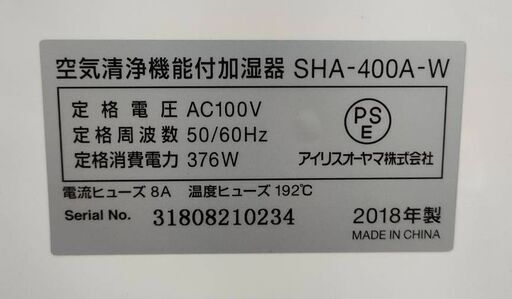 空気清浄機能付加湿器 SHA-400A-W
定格電圧 AC100V
定格周波数 50/60Hz
定格消費電力 376W
PSE
アイリスオーヤマ株式会社
電流ヒューズ 8A 温度ヒューズ 192℃
Serial No. 31808210234
2018年製
MADE IN CHINA